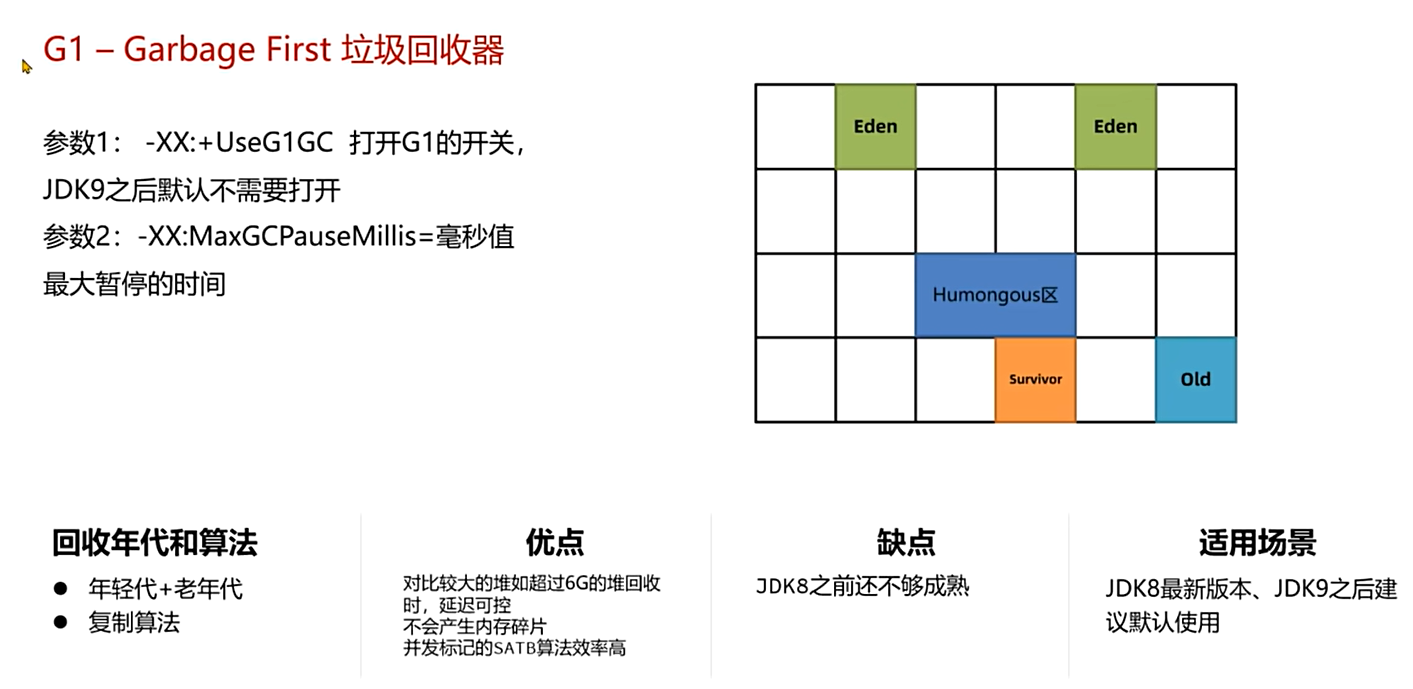 G1 – Garbage First 垃圾回收器
参数1： -XX:+UseG1GC 打开G1的开关，
JDK9之后默认不需要打开
参数2：-XX:MaxGCPauseMillis=毫秒值
最大暂停的时间
Eden
Eden
Humongous区
Survivor
Old
回收年代和算法
● 年轻代+老年代
● 复制算法
优点
对比较大的堆如超过6G的堆回收
时，延迟可控
不会产生内存碎片
并发标记的SATB算法效率高
缺点
JDK8之前还不够成熟
适用场景
JDK8最新版本、JDK9之后建
议默认使用